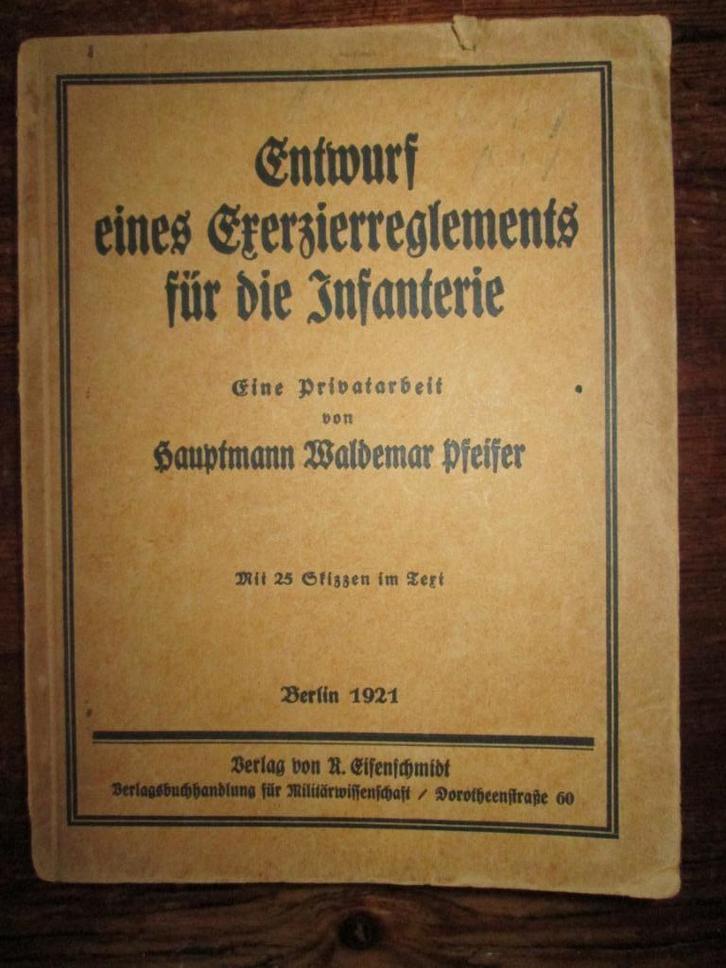 Entwurf
eines Exerzierreglements
für die Infanterie
Eine Privatarbeit
von
Hauptmann Waldemar Pfeifer
Mit 25 Skizzen im Text
Berlin 1921
Verlag von R. Eisenschmidt
Verlagsbuchhandlung für Militärwissenschaft / Dorotheenstraße 60